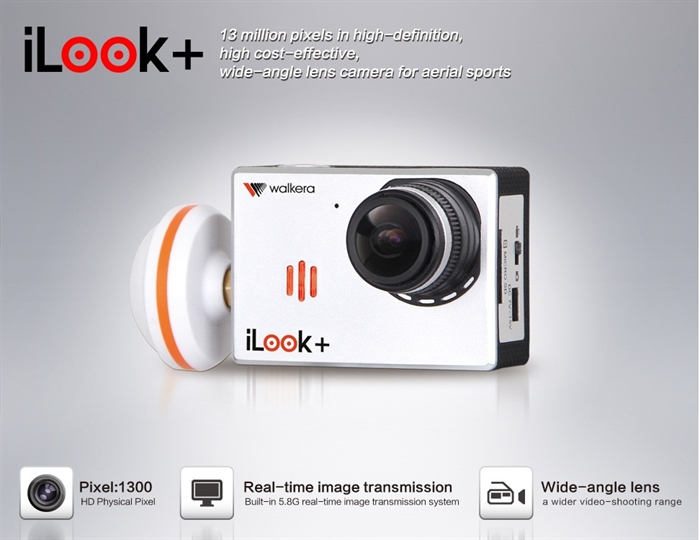 iLook+
13 million pixels in high-definition,
high cost-effective,
wide-angle lens camera for aerial sports
walkera
MICRO SD
iLook+
Pixel:1300
HD Physical Pixel
Real-time image transmission
Built-in 5.8G real-time image transmission system
Wide-angle lens
a wider video-shooting range